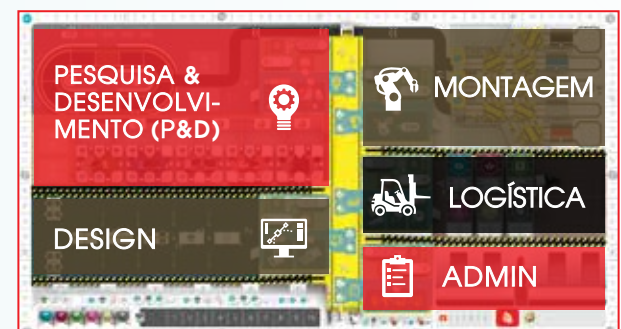 PESQUISA &
DESENVOLVI-
MENTO (P&D)
DESIGN
MONTAGEM
LOGÍSTICA
ADMIN